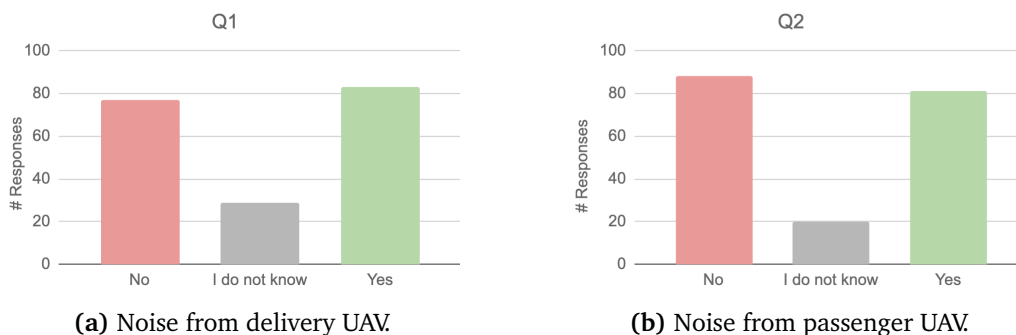 Q1
100
80
60
40
20
0
# Responses
No
I do not know
Yes
(a) Noise from delivery UAV.
Q2
100
80
60
40
20
0
# Responses
No
I do not know
Yes
(b) Noise from passenger UAV.